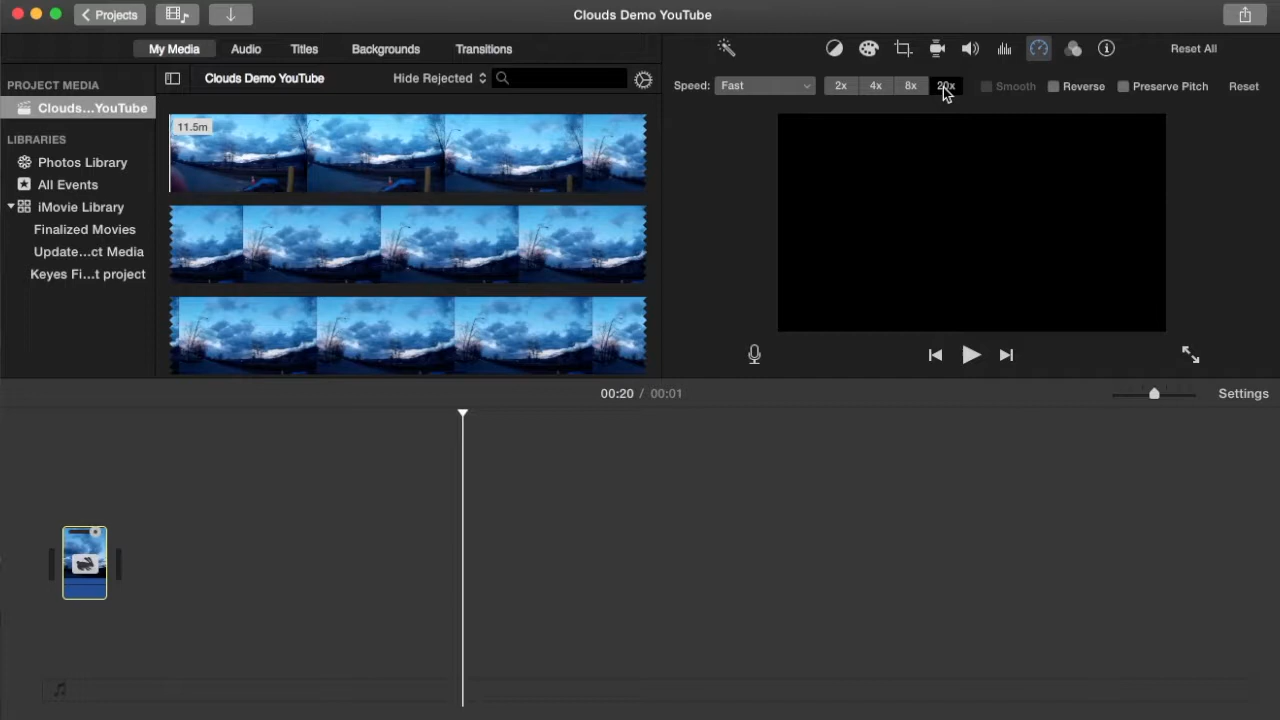 Projects
Clouds Demo YouTube
My Media Audio Titles Backgrounds Transitions
Reset All
PROJECT MEDIA
Clouds...YouTube
LIBRARIES
Photos Library
All Events
iMovie Library
Finalized Movies
Update...ct Media
Keyes Fi...t project
Clouds Demo YouTube Hide Rejected
11.5m
Speed: Fast 2x 4x 8x 20x Smooth Reverse Preserve Pitch Reset
00:20 / 00:01
Settings